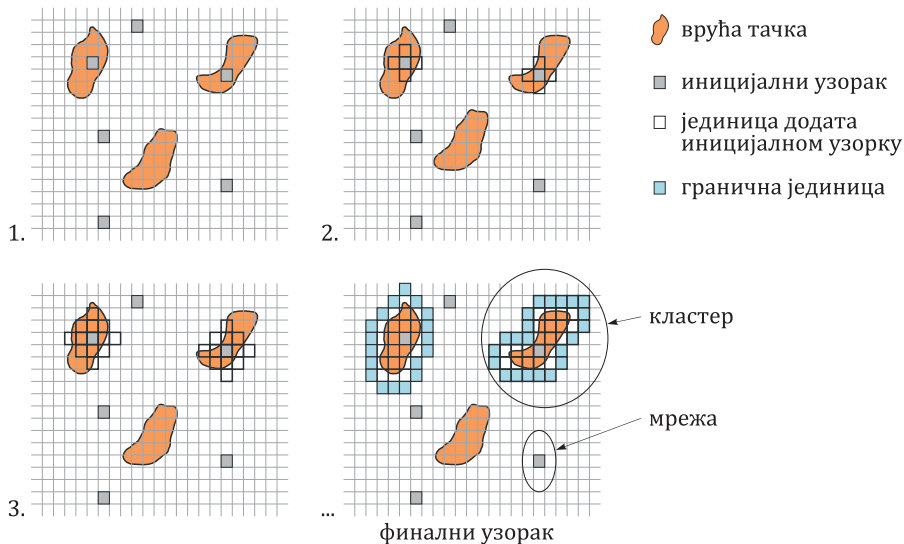 врућа тачка
иницијални узорак
јединица додата
иницијалном узорку
гранична јединица
1.
2.
кластер
мрежа
3.
...
финални узорак